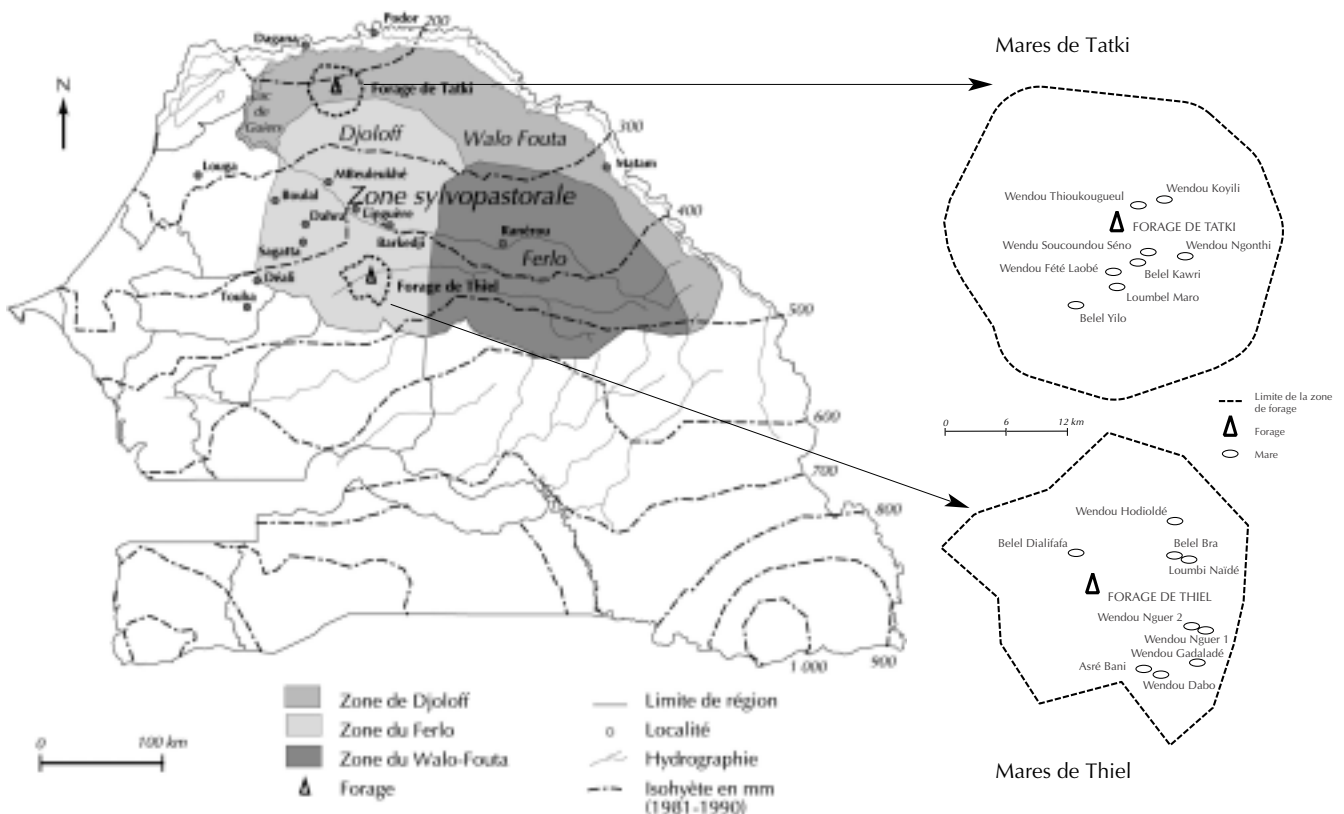 Podor
Dagana
200
N
Forage de Tatki
Lac
de
Guiers
Djoloff
Walo Fouta
300
Louga
Mbeuleukhé
Matam
Zone sylvopastorale
Boulal
Dahra
Linguère
400
Barkedji
Ranérou
Sagatta
Ferlo
Déali
Forage de Thiel
Touba
500
600
700
800
900
1 000
Zone de Djoloff
Zone du Ferlo
Zone du Walo-Fouta
Forage
Limite de région
Localité
Hydrographie
Isohyète en mm
(1981-1990)
0
100 km
Mares de Tatki
Wendou Thioukougueul
Wendou Koyili
FORAGE DE TATKI
Wendu Soucoundou Séno
Wendou Ngonthi
Wendou Fété Laobé
Belel Kawri
Loumbel Maro
Belel Yilo
0 6 12 km
Limite de la zone
de forage
Forage
Mare
Wendou Hodioldé
Belel Dialifafa
Belel Bra
Loumbi Naïdé
FORAGE DE THIEL
Wendou Nguer 2
Wendou Nguer 1
Wendou Gadaladé
Asré Bani
Wendou Dabo
Mares de Thiel